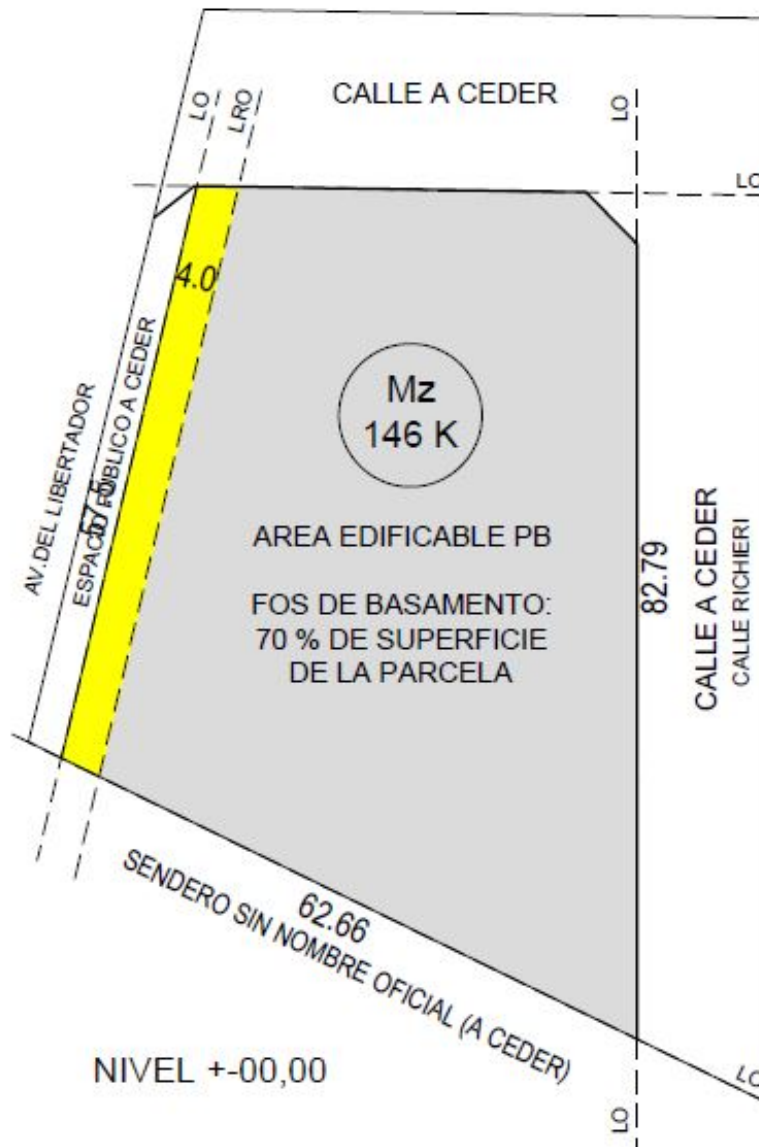 CALLE A CEDER
LO
LRO
LO
LO
4.0
Mz
146 K
AV.DEL LIBERTADOR
ESPACIO PÚBLICO A CEDER
57.5
AREA EDIFICABLE PB
FOS DE BASAMENTO:
70 % DE SUPERFICIE
DE LA PARCELA
82.79
CALLE A CEDER
CALLE RICHIERI
62.66
SENDERO SIN NOMBRE OFICIAL (A CEDER)
NIVEL +-00,00
LO
LO